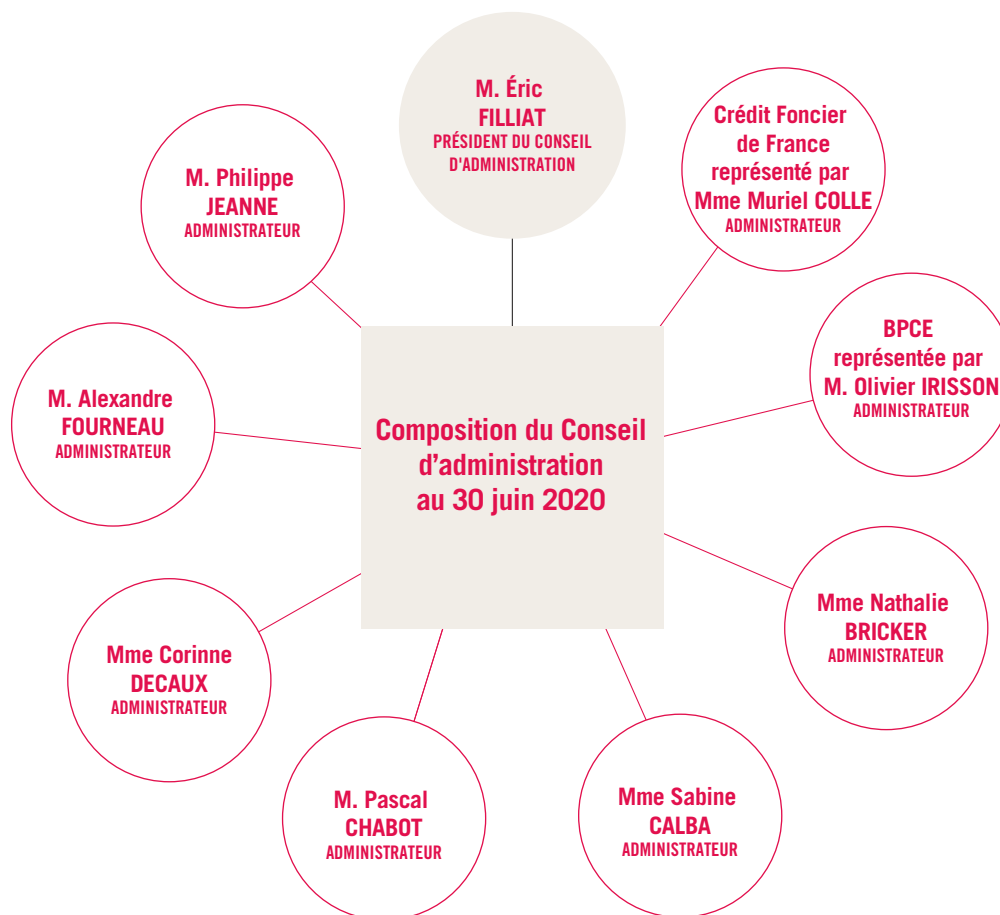 M. Éric
FILLIAT
PRÉSIDENT DU CONSEIL
D'ADMINISTRATION
Crédit Foncier
de France
représenté par
Mme Muriel COLLE
ADMINISTRATEUR
M. Philippe
JEANNE
ADMINISTRATEUR
BPCE
représentée par
M. Olivier IRISSON
ADMINISTRATEUR
M. Alexandre
FOURNEAU
ADMINISTRATEUR
Composition du Conseil
d’administration
au 30 juin 2020
Mme Nathalie
BRICKER
ADMINISTRATEUR
Mme Corinne
DECAUX
ADMINISTRATEUR
Mme Sabine
CALBA
ADMINISTRATEUR
M. Pascal
CHABOT
ADMINISTRATEUR